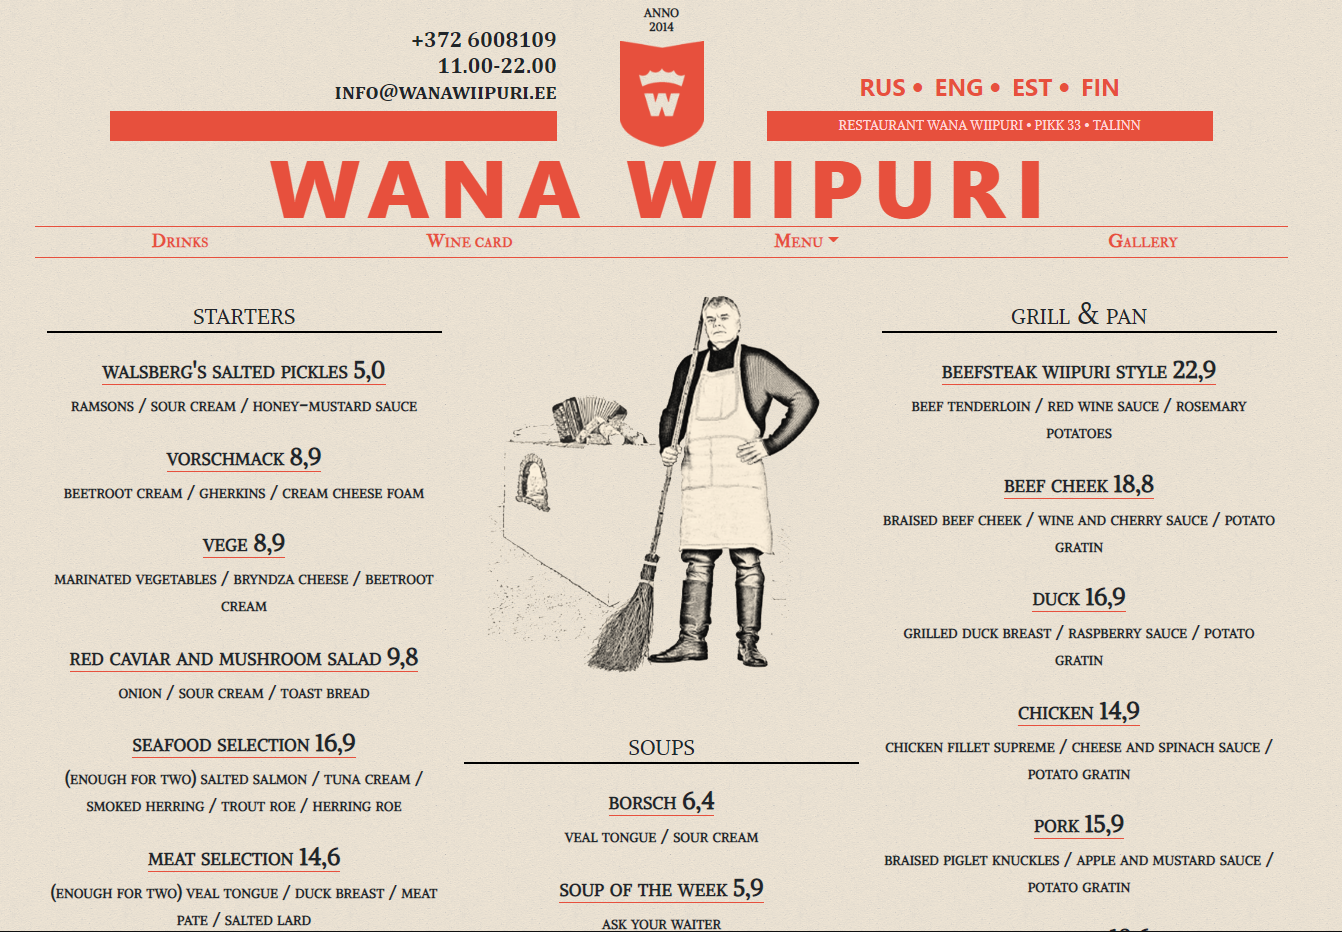 ANNO
2014
+372 6008109
11.00-22.00
INFO@WANAWIIPURI.EE
W
RUS • ENG • EST • FIN
RESTAURANT WANA WIIPURI • PIKK 33 • TALINN
WANA WIIPURI
Drinks
Wine card
Menu
Gallery
STARTERS
WALSBERG'S SALTED PICKLES 5,0
RAMSONS / SOUR CREAM / HONEY-MUSTARD SAUCE
VORSCHMACK 8,9
BEETROOT CREAM / GHERKINS / CREAM CHEESE FOAM
VEGE 8,9
MARINATED VEGETABLES / BRYNDZA CHEESE / BEETROOT
CREAM
RED CAVIAR AND MUSHROOM SALAD 9,8
ONION / SOUR CREAM / TOAST BREAD
SEAFOOD SELECTION 16,9
(ENOUGH FOR TWO) SALTED SALMON / TUNA CREAM /
SMOKED HERRING / TROUT ROE / HERRING ROE
MEAT SELECTION 14,6
(ENOUGH FOR TWO) VEAL TONGUE / DUCK BREAST / MEAT
PATE / SALTED LARD
SOUPS
BORSCH 6,4
VEAL TONGUE / SOUR CREAM
SOUP OF THE WEEK 5,9
ASK YOUR WAITER
GRILL & PAN
BEEFSTEAK WIIPURI STYLE 22,9
BEEF TENDERLOIN / RED WINE SAUCE / ROSEMARY
POTATOES
BEEF CHEEK 18,8
BRAISED BEEF CHEEK / WINE AND CHERRY SAUCE / POTATO
GRATIN
DUCK 16,9
GRILLED DUCK BREAST / RASPBERRY SAUCE / POTATO
GRATIN
CHICKEN 14,9
CHICKEN FILLET SUPREME / CHEESE AND SPINACH SAUCE /
POTATO GRATIN
PORK 15,9
BRAISED PIGLET KNUCKLES / APPLE AND MUSTARD SAUCE /
POTATO GRATIN